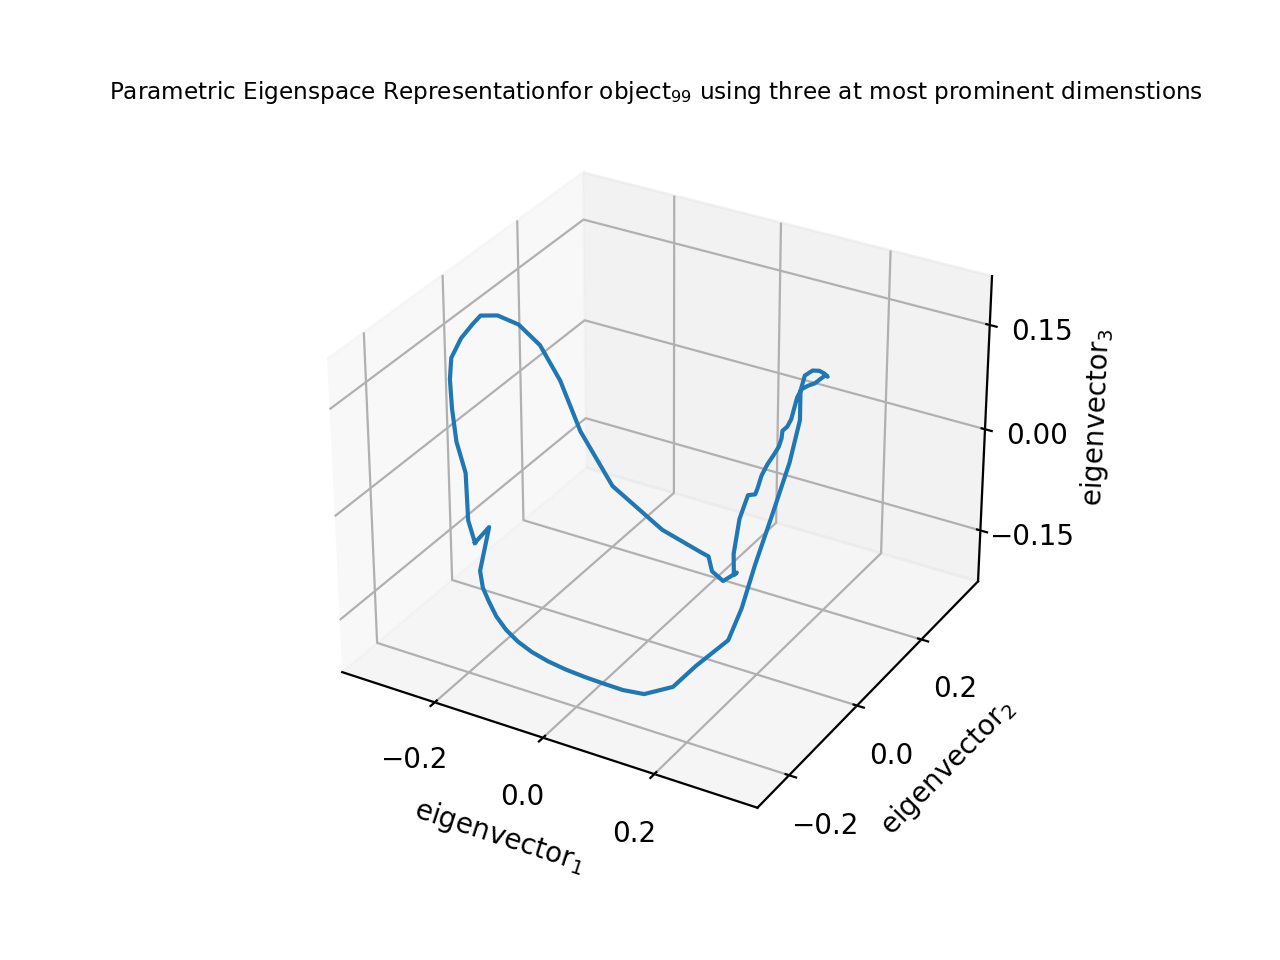 Parametric Eigenspace Representationfor object₉₉ using three at most prominent dimenstions
0.15
0.00
−0.15
eigenvector₃
0.2
0.0
−0.2
eigenvector₂
−0.2
0.0
0.2
eigenvector₁